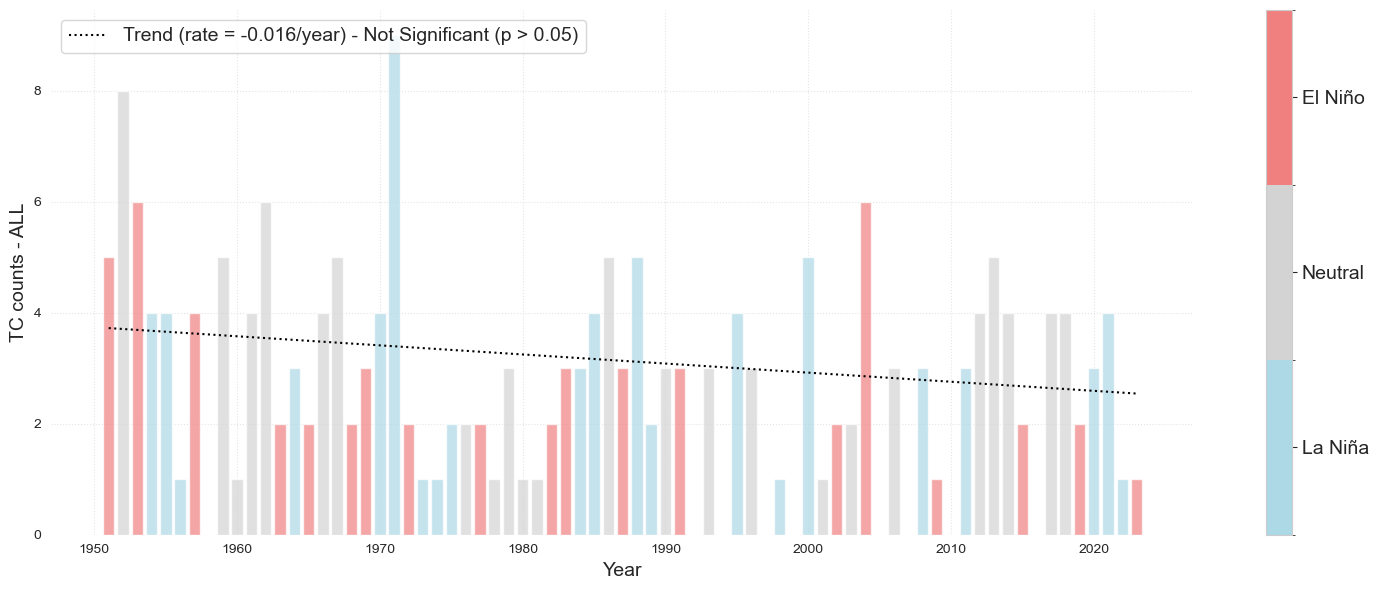 Trend (rate = -0.016/year) - Not Significant (p > 0.05)
TC counts - ALL
8
6
4
2
0
1950 1960 1970 1980 1990 2000 2010 2020
Year
El Niño
Neutral
La Niña